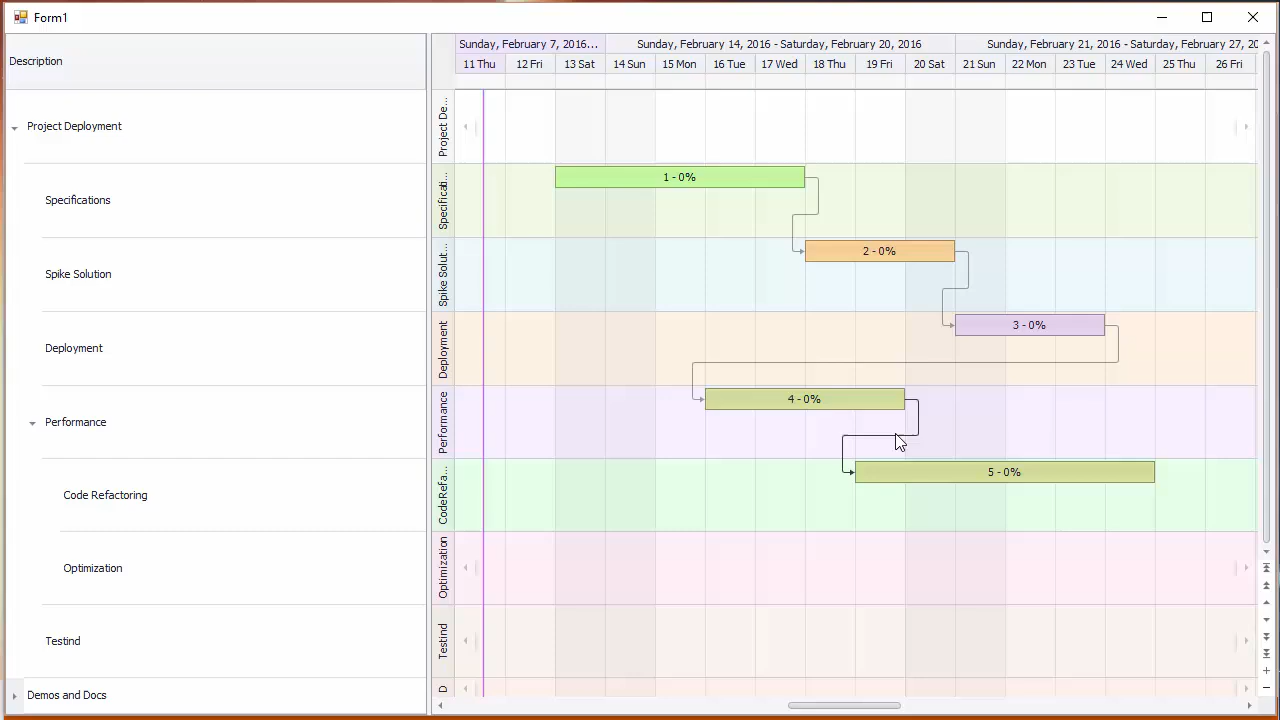 Form1
Description
Sunday, February 7, 2016...
Sunday, February 14, 2016 - Saturday, February 20, 2016
Sunday, February 21, 2016 - Saturday, February 27, 20
11 Thu
12 Fri
13 Sat
14 Sun
15 Mon
16 Tue
17 Wed
18 Thu
19 Fri
20 Sat
21 Sun
22 Mon
23 Tue
24 Wed
25 Thu
26 Fri
Project Deployment
Project De...
Specifications
Specificati...
1 - 0%
Spike Solution
Spike Solut...
2 - 0%
Deployment
Deployment
3 - 0%
Performance
Performance
4 - 0%
Code Refactoring
CodeRefa...
5 - 0%
Optimization
Optimization
Testind
Testind
Demos and Docs
D